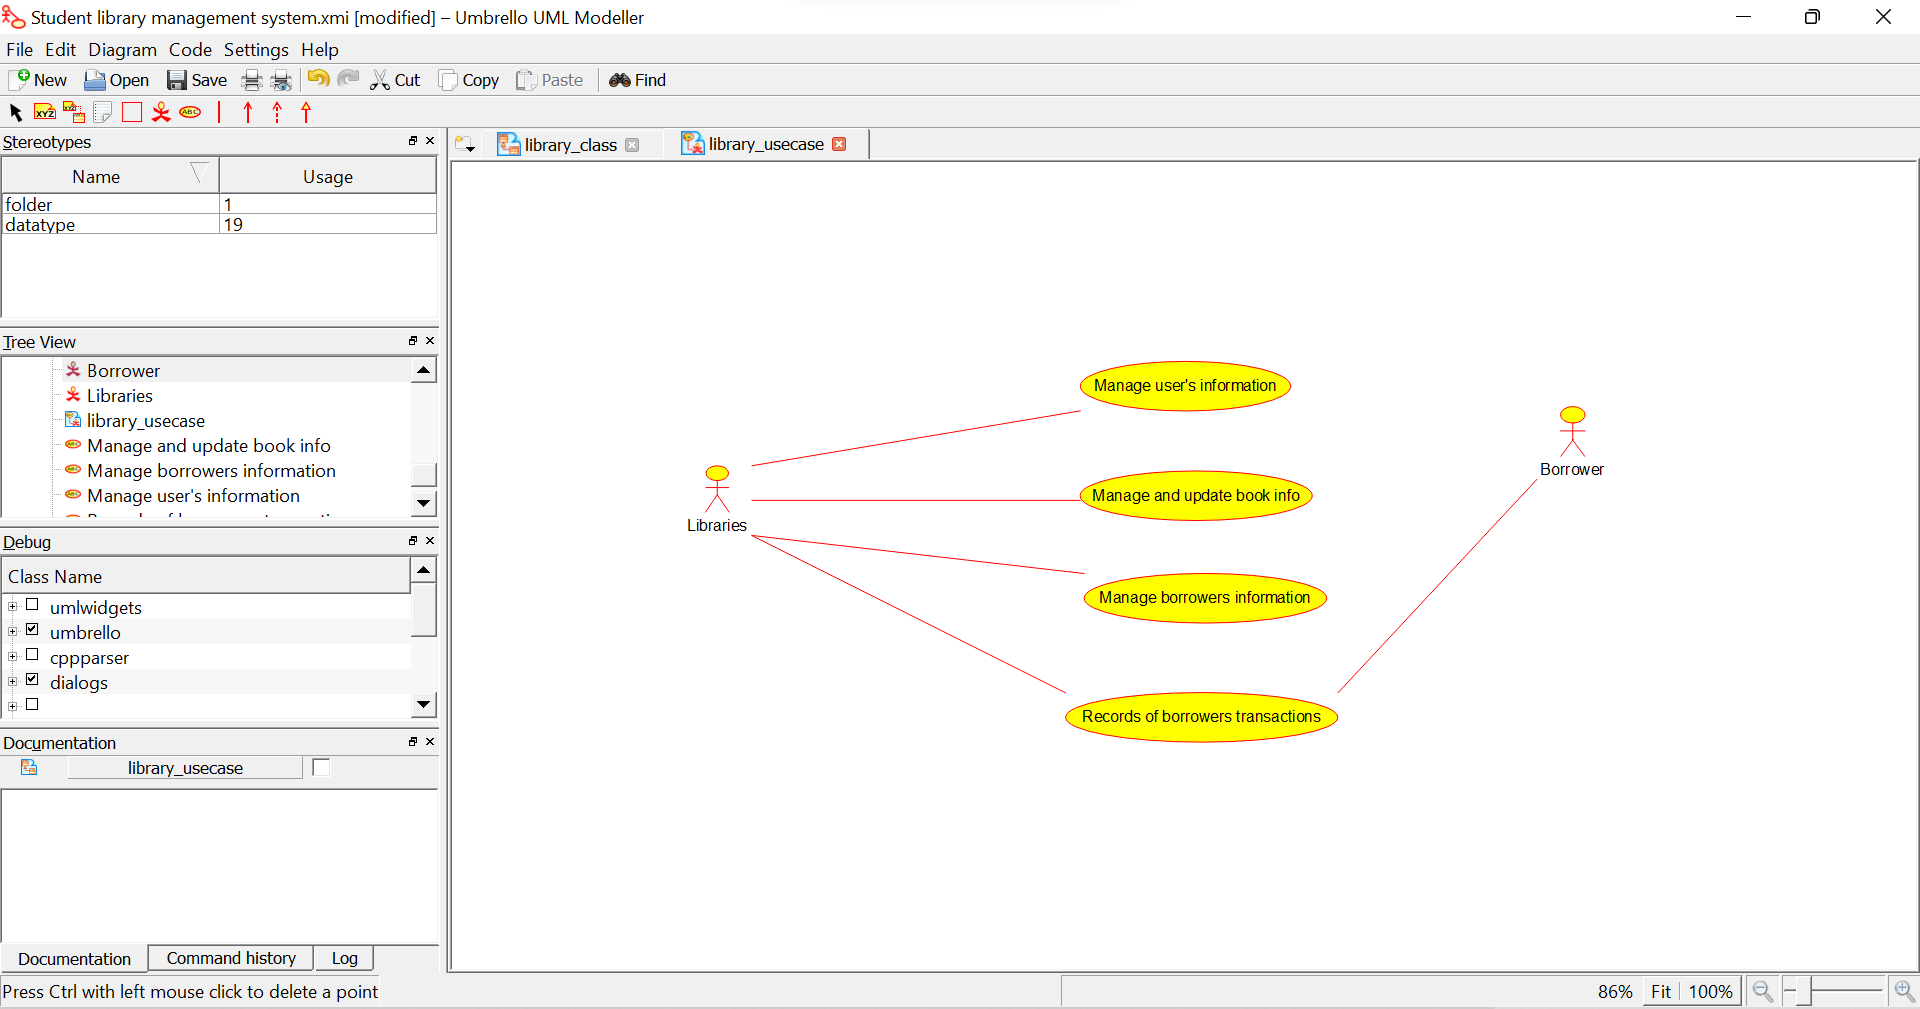 Student library management system.xmi [modified] – Umbrello UML Modeller
File Edit Diagram Code Settings Help
New Open Save Cut Copy Paste Find
XYZ XYZ ABC
Stereotypes
Name Usage
folder 1
datatype 19
Tree View
Borrower
Libraries
library_usecase
Manage and update book info
Manage borrowers information
Manage user's information
Debug
Class Name
umlwidgets
umbrello
cppparser
dialogs
Documentation
library_usecase
Documentation Command history Log
Press Ctrl with left mouse click to delete a point
library_class library_usecase
Manage user's information
Borrower
Manage and update book info
Libraries
Manage borrowers information
Records of borrowers transactions
86% Fit 100%